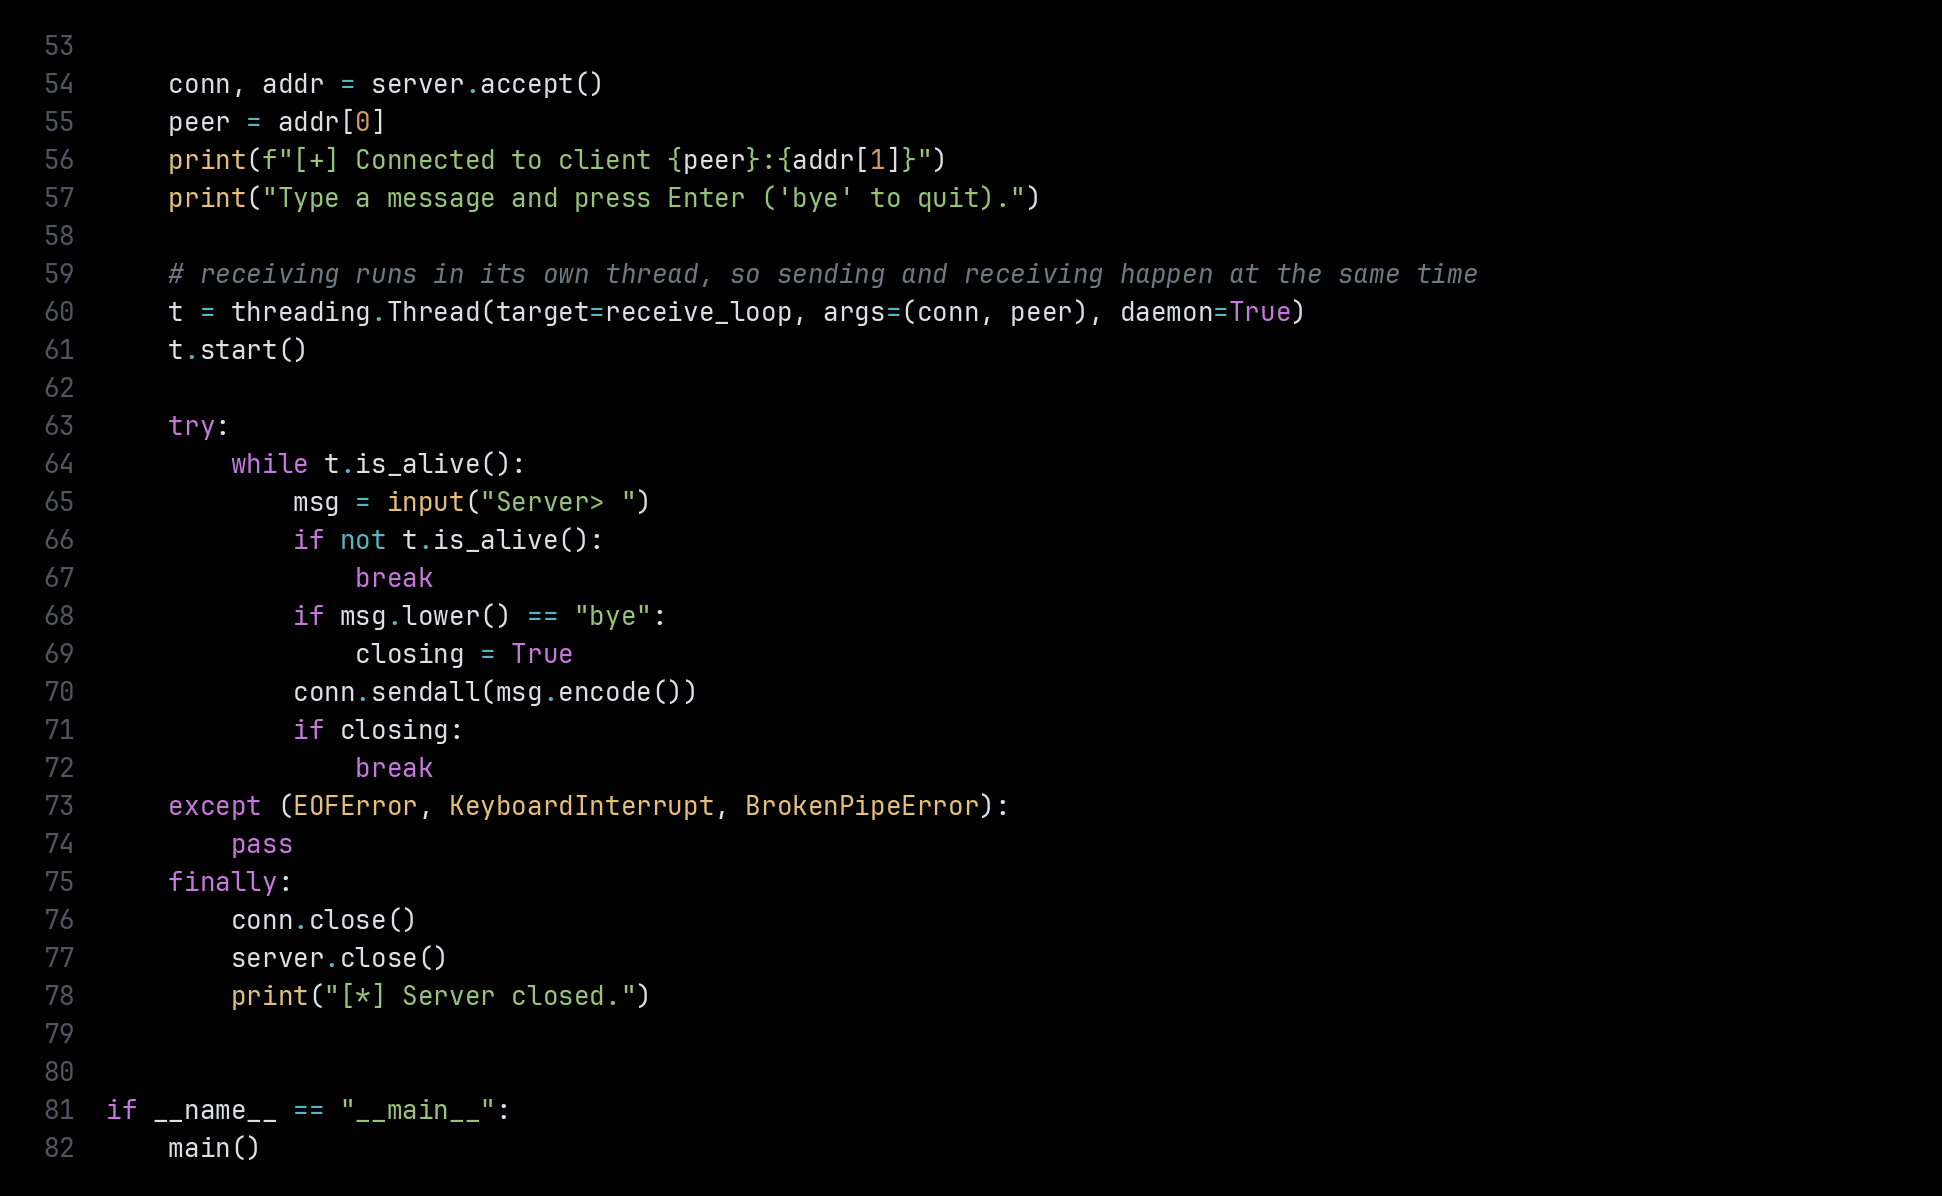 53
54      conn, addr = server.accept()
55      peer = addr[0]
56      print(f"[+] Connected to client {peer}:{addr[1]}")
57      print("Type a message and press Enter ('bye' to quit).")
58
59      # receiving runs in its own thread, so sending and receiving happen at the same time
60      t = threading.Thread(target=receive_loop, args=(conn, peer), daemon=True)
61      t.start()
62
63      try:
64          while t.is_alive():
65              msg = input("Server> ")
66              if not t.is_alive():
67                  break
68              if msg.lower() == "bye":
69                  closing = True
70              conn.sendall(msg.encode())
71              if closing:
72                  break
73      except (EOFError, KeyboardInterrupt, BrokenPipeError):
74          pass
75      finally:
76          conn.close()
77          server.close()
78          print("[*] Server closed.")
79
80
81  if __name__ == "__main__":
82      main()